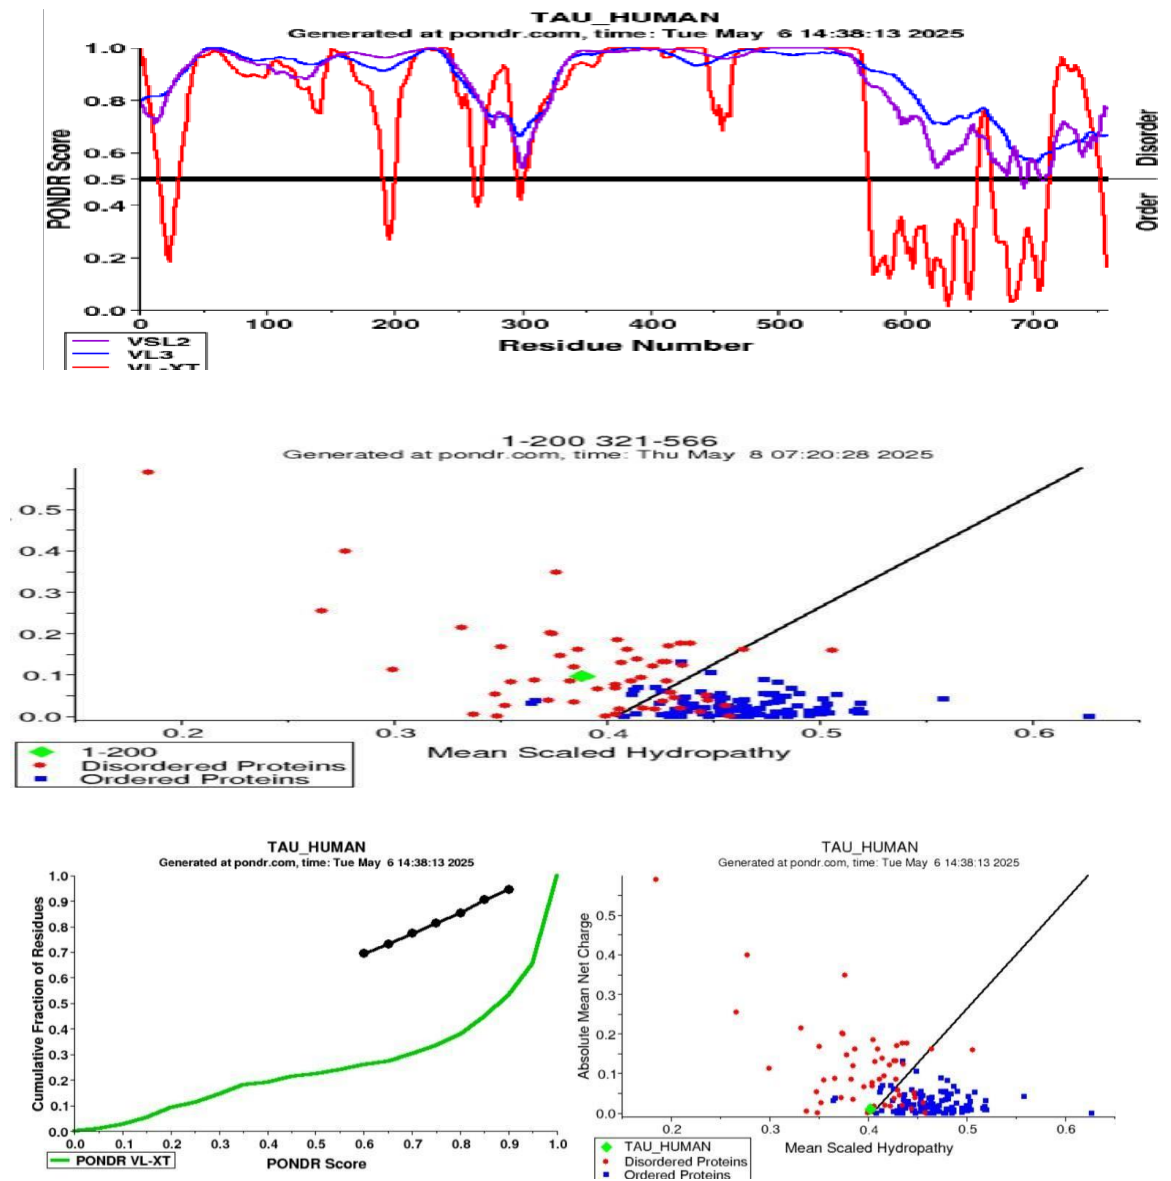 TAU_HUMAN
Generated at pondr.com, time: Tue May 6 14:38:13 2025
1.0
0.8
0.6
0.5
0.4
0.2
0.0
PONDR Score
Disorder
Order
0 100 200 300 400 500 600 700
Residue Number
VSL2
VL3
VL-XT
1-200 321-566
Generated at pondr.com, time: Thu May 8 07:20:28 2025
0.5
0.4
0.3
0.2
0.1
0.0
0.2 0.3 0.4 0.5 0.6
Mean Scaled Hydropathy
1-200
Disordered Proteins
Ordered Proteins
TAU_HUMAN
Generated at pondr.com, time: Tue May 6 14:38:13 2025
1.0
0.9
0.8
0.7
0.6
0.5
0.4
0.3
0.2
0.1
0.0
Cumulative Fraction of Residues
0.0 0.1 0.2 0.3 0.4 0.5 0.6 0.7 0.8 0.9 1.0
PONDR Score
PONDR VL-XT
TAU_HUMAN
Generated at pondr.com, time: Tue May 6 14:38:13 2025
0.5
0.4
0.3
0.2
0.1
0.0
Absolute Mean Net Charge
0.2 0.3 0.4 0.5 0.6
Mean Scaled Hydropathy
TAU_HUMAN
Disordered Proteins
Ordered Proteins